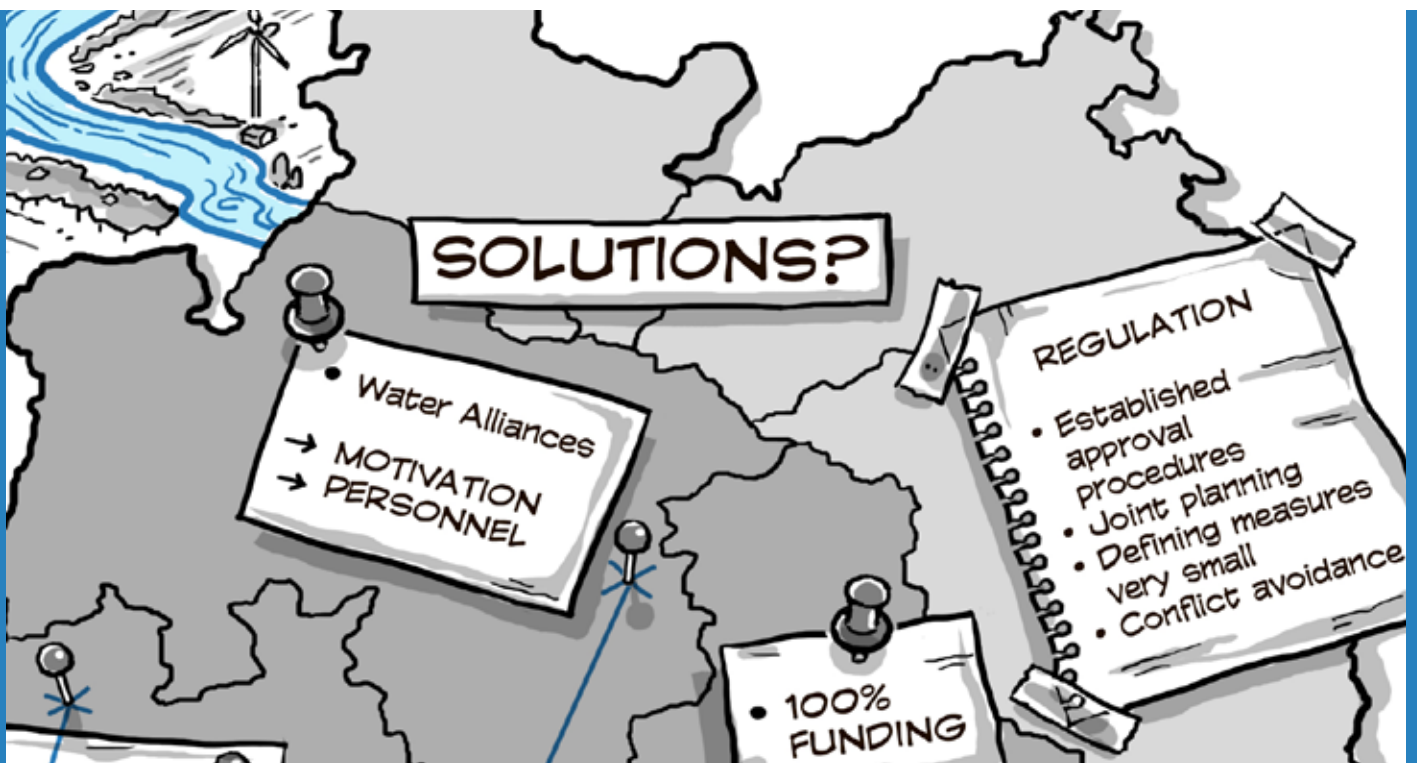 SOLUTIONS?
• Water Alliances
→ MOTIVATION
→ PERSONNEL
REGULATION
• Established
approval
procedures
• Joint planning
• Defining measures
very small
• Conflict avoidance
• 100%
FUNDING